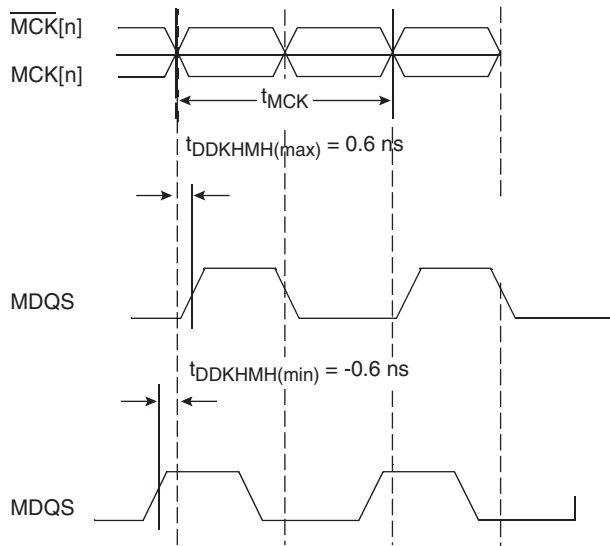 MCK[n]
MCK[n]
tMCK
tDDKHMH(max) = 0.6 ns
MDQS
tDDKHMH(min) = -0.6 ns
MDQS